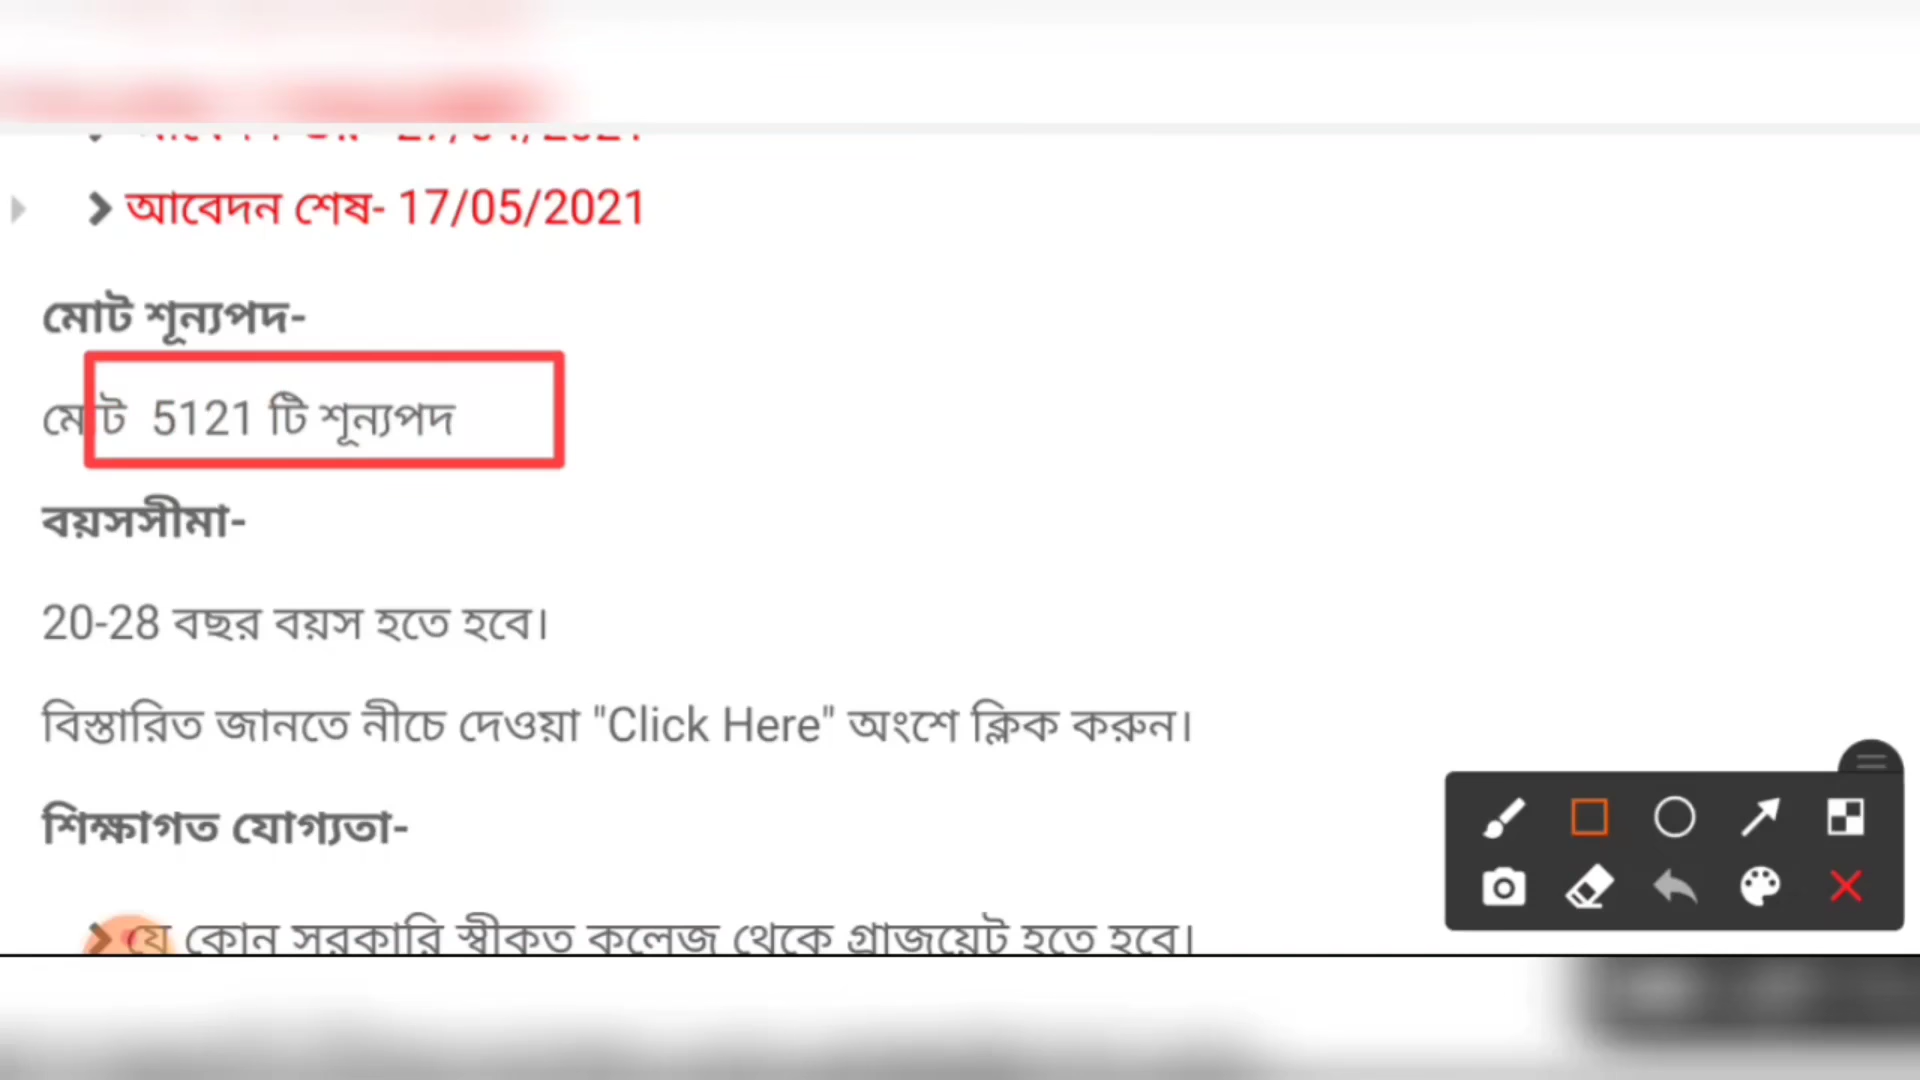 আবেদন শেষ- 17/05/2021
মোট শূন্যপদ-
মোট 5121 টি শূন্যপদ
বয়সসীমা-
20-28 বছর বয়স হতে হবে।
বিস্তারিত জানতে নীচে দেওয়া "Click Here" অংশে ক্লিক করুন।
শিক্ষাগত যোগ্যতা-
যে কোন সরকারি স্বীকৃত কলেজ থেকে গ্রাজয়েট হতে হবে।